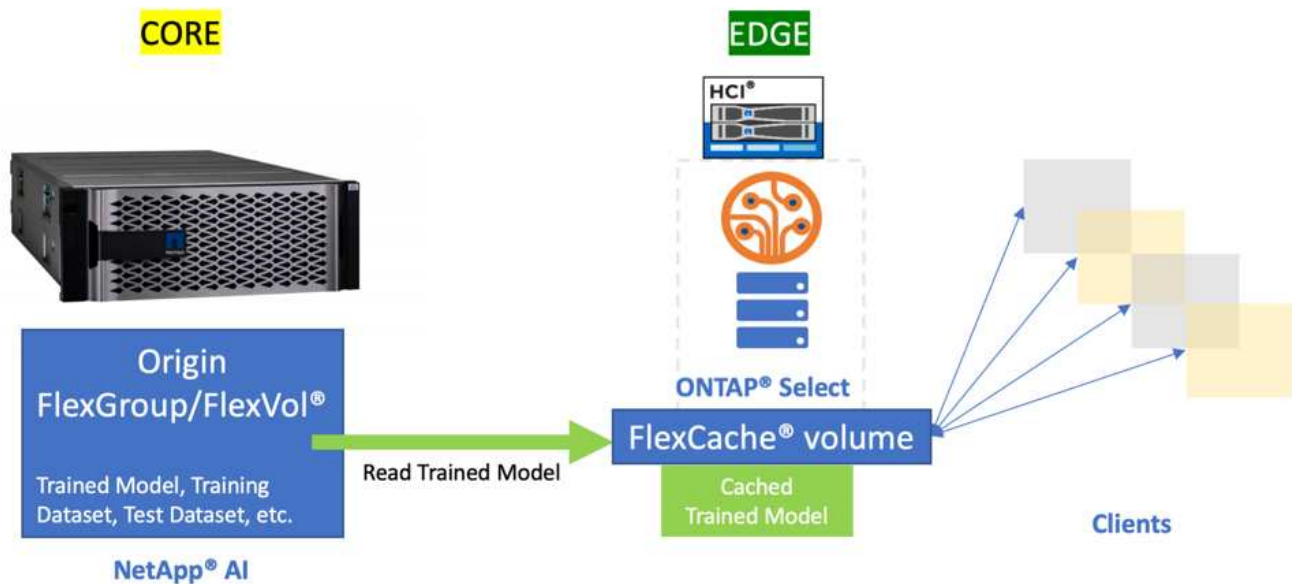 CORE
EDGE
HCI®
Origin
FlexGroup/FlexVol®
Trained Model, Training
Dataset, Test Dataset, etc.
NetApp® AI
Read Trained Model
ONTAP® Select
FlexCache® volume
Cached
Trained Model
Clients